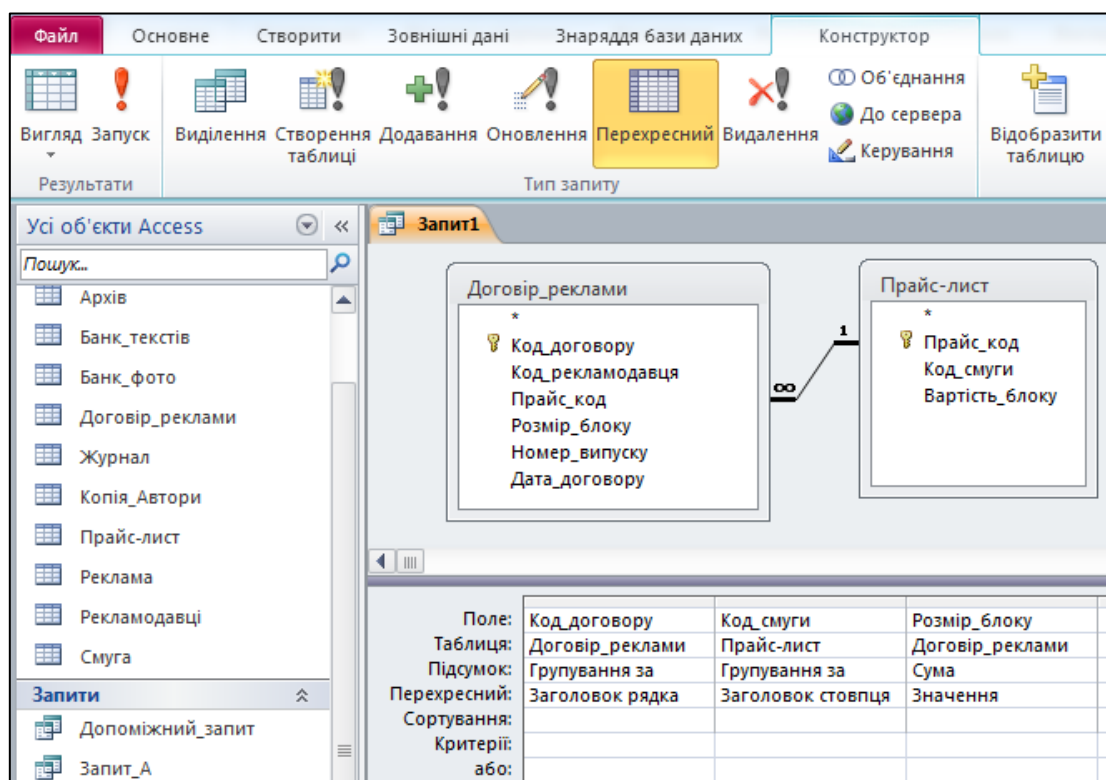 Файл Основне Створити Зовнішні дані Знаряддя бази даних Конструктор
Вигляд Запуск Виділення Створення таблиці Додавання Оновлення Перехресний Видалення
Об'єднання
До сервера
Керування
Відобразити таблицю
Результати Тип запиту
Усі об'єкти Access
Пошук...
Архів
Банк_текстів
Банк_фото
Договір_реклами
Журнал
Копія_Автори
Прайс-лист
Реклама
Рекламодавці
Смуга
Запити
Допоміжний_запит
Запит_А
Запит1
Договір_реклами
*
Код_договору
Код_рекламодавця
Прайс_код
Розмір_блоку
Номер_випуску
Дата_договору
∞ 1
Прайс-лист
*
Прайс_код
Код_смуги
Вартість_блоку
Поле: Код_договору Код_смуги Розмір_блоку
Таблиця: Договір_реклами Прайс-лист Договір_реклами
Підсумок: Групування за Групування за Сума
Перехресний: Заголовок рядка Заголовок стовпця Значення
Сортування:
Критерії:
або: